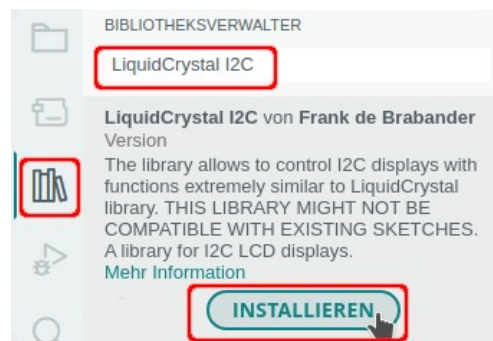 BIBLIOTHEKSVERWALTER
LiquidCrystal I2C
LiquidCrystal I2C von Frank de Brabander
Version
The library allows to control I2C displays with
functions extremely similar to LiquidCrystal
library. THIS LIBRARY MIGHT NOT BE
COMPATIBLE WITH EXISTING SKETCHES.
A library for I2C LCD displays.
Mehr Information
INSTALLIEREN